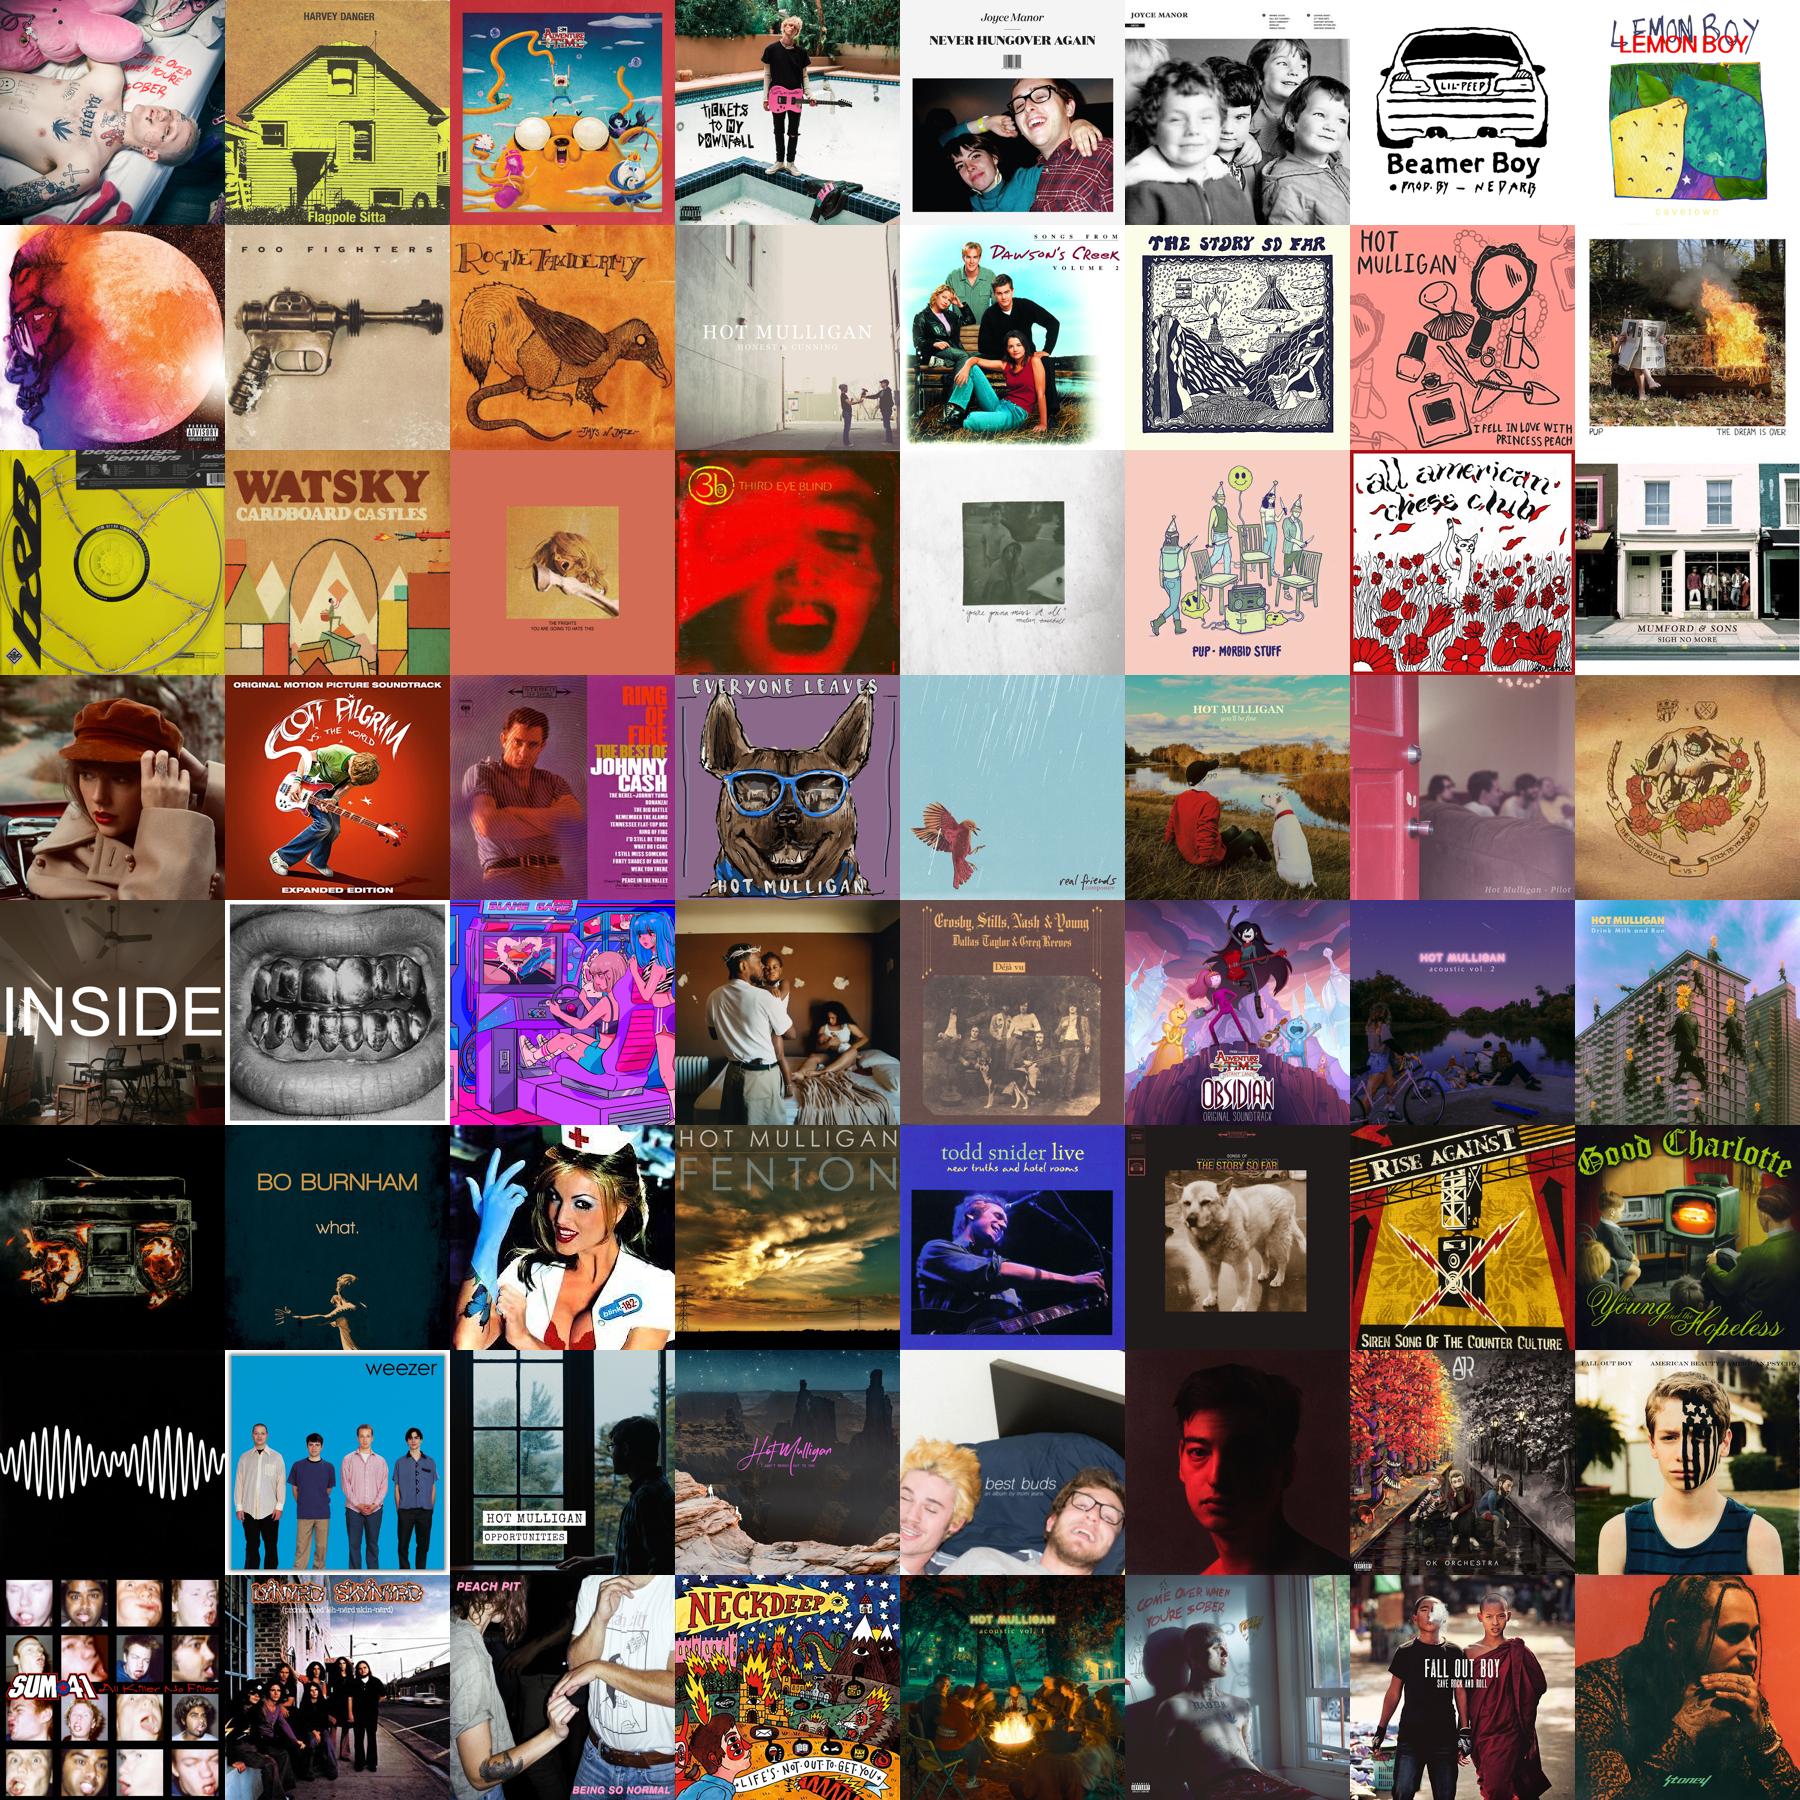 COME OVER
WHEN YOU'RE
SOBER
HARVEY DANGER
Flagpole Sitta
ADVENTURE
TIME
TICKETS
TO MY
DOWNFALL
Joyce Manor
NEVER HUNGOVER AGAIN
JOYCE MANOR
LIL PEEP
Beamer Boy
PROD. BY - NEDARB
LEMON BOY
LEMON BOY
cavetown
PARENTAL
ADVISORY
EXPLICIT CONTENT
FOO FIGHTERS
ROGUE TAXIDERMY
DAYS N' DAZE
HOT MULLIGAN
HONEST & CUNNING
SONGS FROM
DAWSON'S CREEK
VOLUME 2
THE STORY SO FAR
HOT
MULLIGAN
I FELL IN LOVE WITH
PRINCESS PEACH
PUP
THE DREAM IS OVER
beerbongs
bentleys
b&b
WATSKY
CARDBOARD CASTLES
THE FRIGHTS
YOU ARE GOING TO HATE THIS
3eb
THIRD EYE BLIND
"you're gonna miss it all"
modern baseball
PUP · MORBID STUFF
all american
chess club
MUMFORD & SONS
SIGH NO MORE
ORIGINAL MOTION PICTURE SOUNDTRACK
SCOTT PILGRIM
VS. THE WORLD
EXPANDED EDITION
STEREO
RING
OF
FIRE
THE BEST OF
JOHNNY
CASH
THE REBEL-JOHNNY YUMA
BONANZA!
THE BIG BATTLE
REMEMBER THE ALAMO
TENNESSEE FLAT-TOP BOX
RING OF FIRE
I'D STILL BE THERE
WHAT DO I CARE
I STILL MISS SOMEONE
FORTY SHADES OF GREEN
WERE YOU THERE
PEACE IN THE VALLEY
EVERYONE LEAVES
HOT MULLIGAN
real friends
composure
HOT MULLIGAN
you'll be fine
Hot Mulligan - Pilot
THE STORY SO FAR
- VS -
STICK TO YOUR GUNS
INSIDE
BLAME GAME
Crosby, Stills, Nash & Young
Dallas Taylor & Greg Reeves
Déjà vu
ADVENTURE
TIME
DISTANT LANDS
OBSIDIAN
ORIGINAL SOUNDTRACK
HOT MULLIGAN
acoustic vol. 2
HOT MULLIGAN
Drink Milk and Run
BO BURNHAM
what.
blink-182
HOT MULLIGAN
FENTON
todd snider live
near truths and hotel rooms
SONGS OF
THE STORY SO FAR
RISE AGAINST
SIREN SONG OF THE COUNTER CULTURE
Good Charlotte
The Young and the Hopeless
weezer
HOT MULLIGAN
OPPORTUNITIES
Hot Mulligan
best buds
an album by mom jeans
AJR
OK ORCHESTRA
FALL OUT BOY
AMERICAN BEAUTY / AMERICAN PSYCHO
SUM 41
All Killer No Filler
LYNYRD SKYNYRD
(pronounced 'lĕh-'nérd 'skin-'nérd)
PEACH PIT
BEING SO NORMAL
NECK DEEP
LIFE'S NOT OUT TO GET YOU
HOT MULLIGAN
acoustic vol. 1
COME OVER WHEN
YOU'RE SOBER
FALL OUT BOY
SAVE ROCK AND ROLL
Stoney